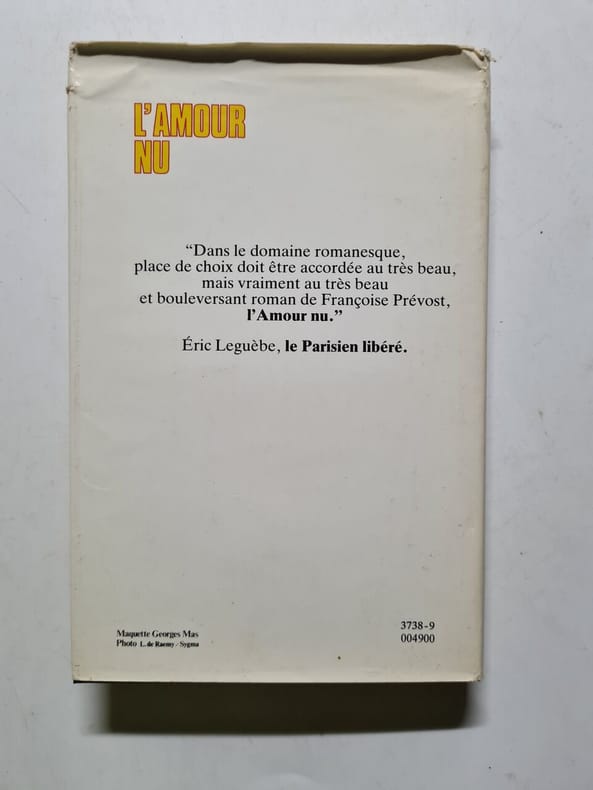 L'AMOUR
NU
“Dans le domaine romanesque,
place de choix doit être accordée au très beau,
mais vraiment au très beau
et bouleversant roman de Françoise Prévost,
l'Amour nu.”
Éric Leguèbe, le Parisien libéré.
Maquette Georges Mas
Photo L. de Raemy / Sygma
3738-9
004900